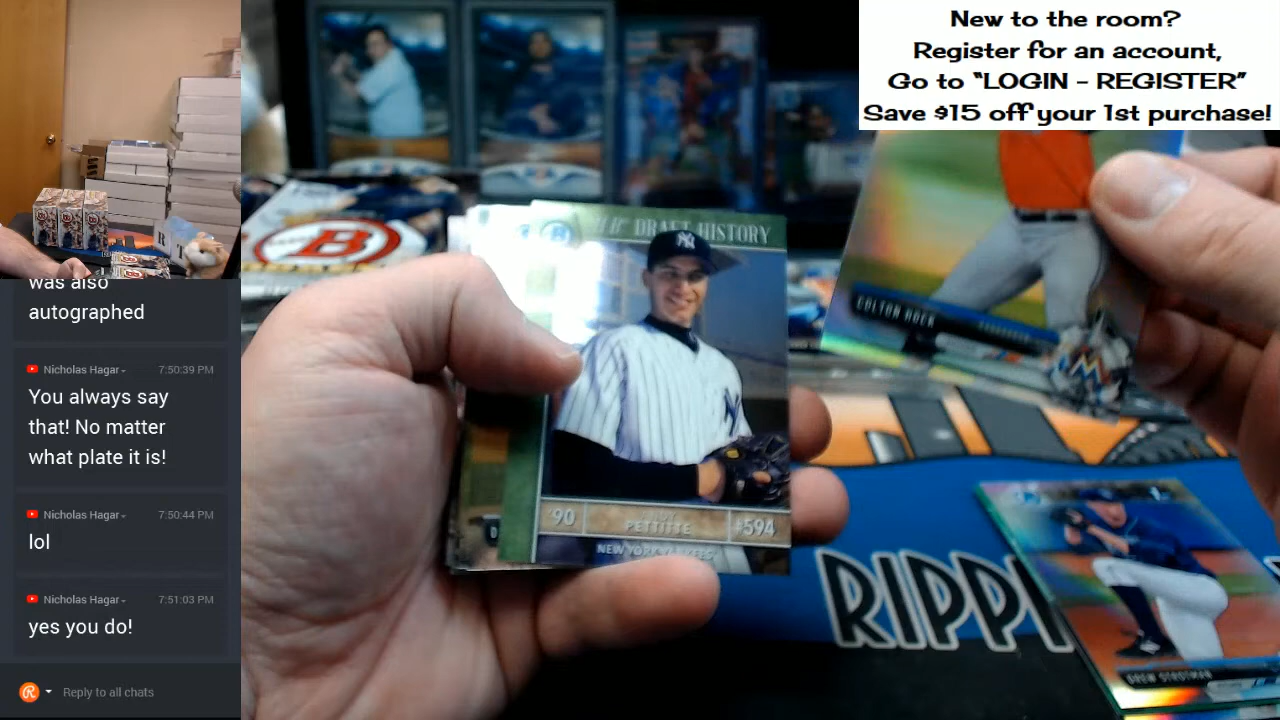 New to the room?
Register for an account,
Go to "LOGIN - REGISTER"
Save $15 off your 1st purchase!
was also
autographed
Nicholas Hagar
7:50:39 PM
You always say
that! No matter
what plate it is!
Nicholas Hagar
7:50:44 PM
lol
Nicholas Hagar
7:51:03 PM
yes you do!
Reply to all chats
DRAFT HISTORY
NY
'90
PETTITTE
#594
NEW YORK YANKEES
COLTON HOCK
B
RIPPI
DREW STROTMAN